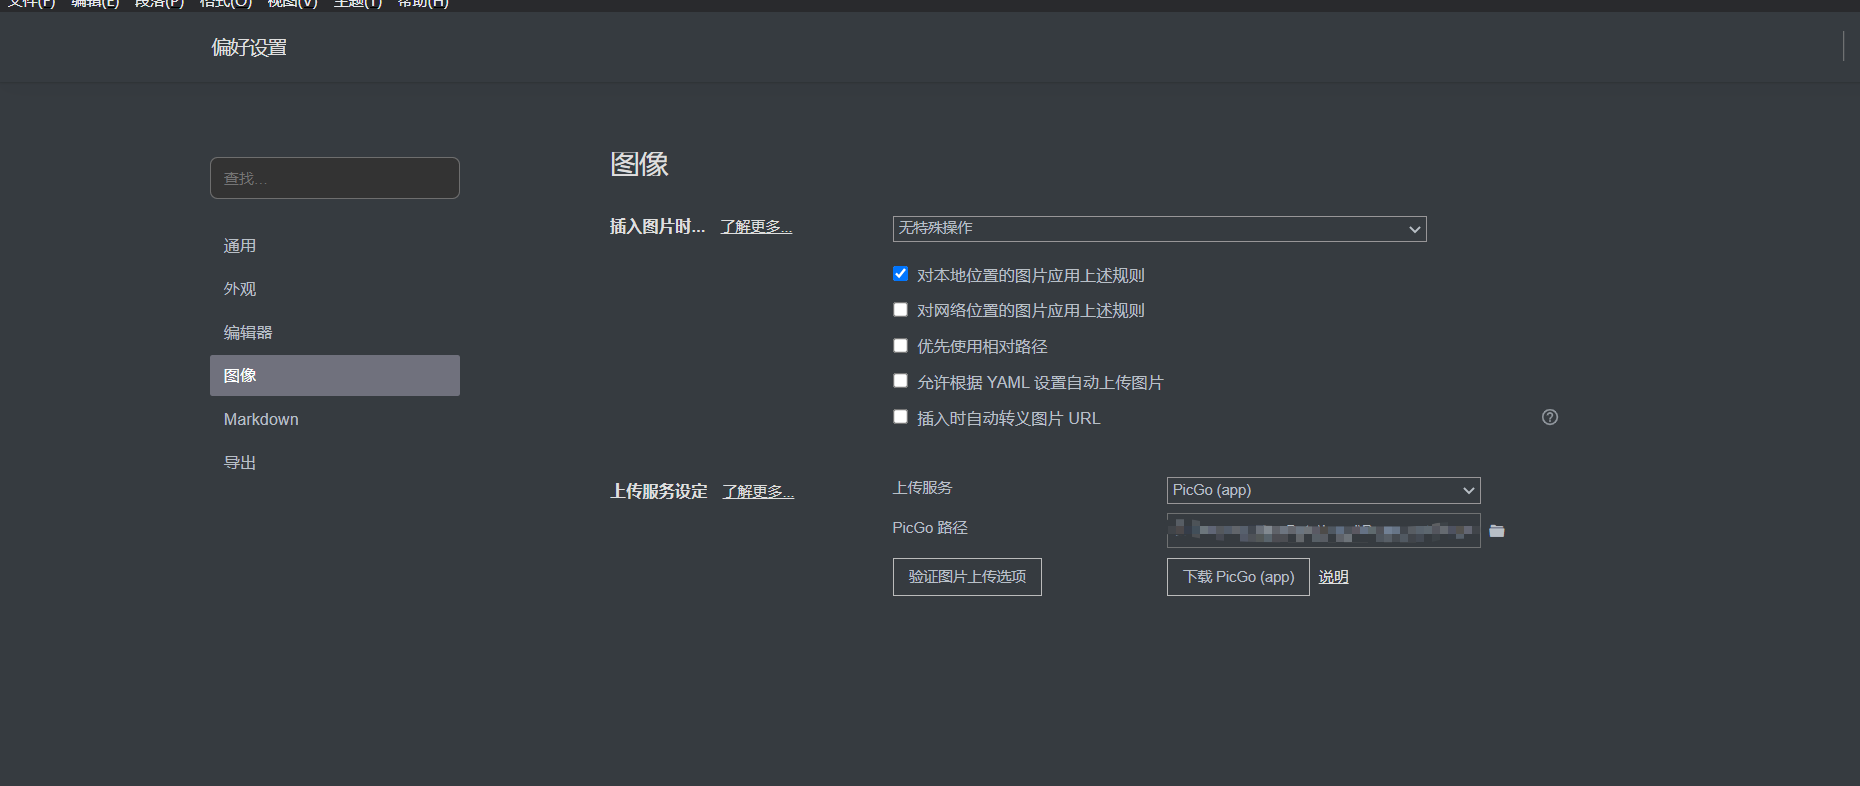 文件(F) 编辑(E) 段落(P) 格式(O) 视图(V) 主题(T) 帮助(H)
偏好设置
查找...
通用
外观
编辑器
图像
Markdown
导出
图像
插入图片时... 了解更多...
无特殊操作
对本地位置的图片应用上述规则
对网络位置的图片应用上述规则
优先使用相对路径
允许根据 YAML 设置自动上传图片
插入时自动转义图片 URL
上传服务设定 了解更多...
上传服务 PicGo (app)
PicGo 路径
验证图片上传选项 下载 PicGo (app) 说明